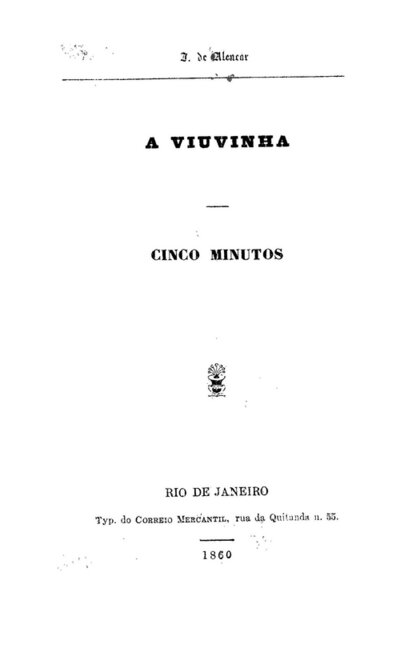 J. de Alencar
A VIUVINHA
CINCO MINUTOS
RIO DE JANEIRO
Typ. do CORREIO MERCANTIL, rua da Quitanda n. 55.
1860